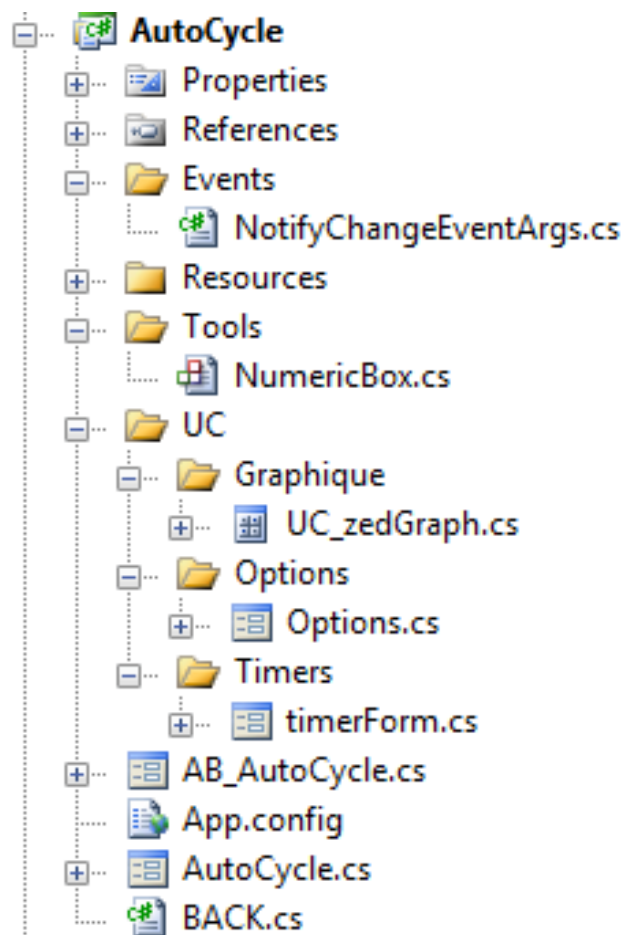 AutoCycle
Properties
References
Events
NotifyChangeEventArgs.cs
Resources
Tools
NumericBox.cs
UC
Graphique
UC_zedGraph.cs
Options
Options.cs
Timers
timerForm.cs
AB_AutoCycle.cs
App.config
AutoCycle.cs
BACK.cs